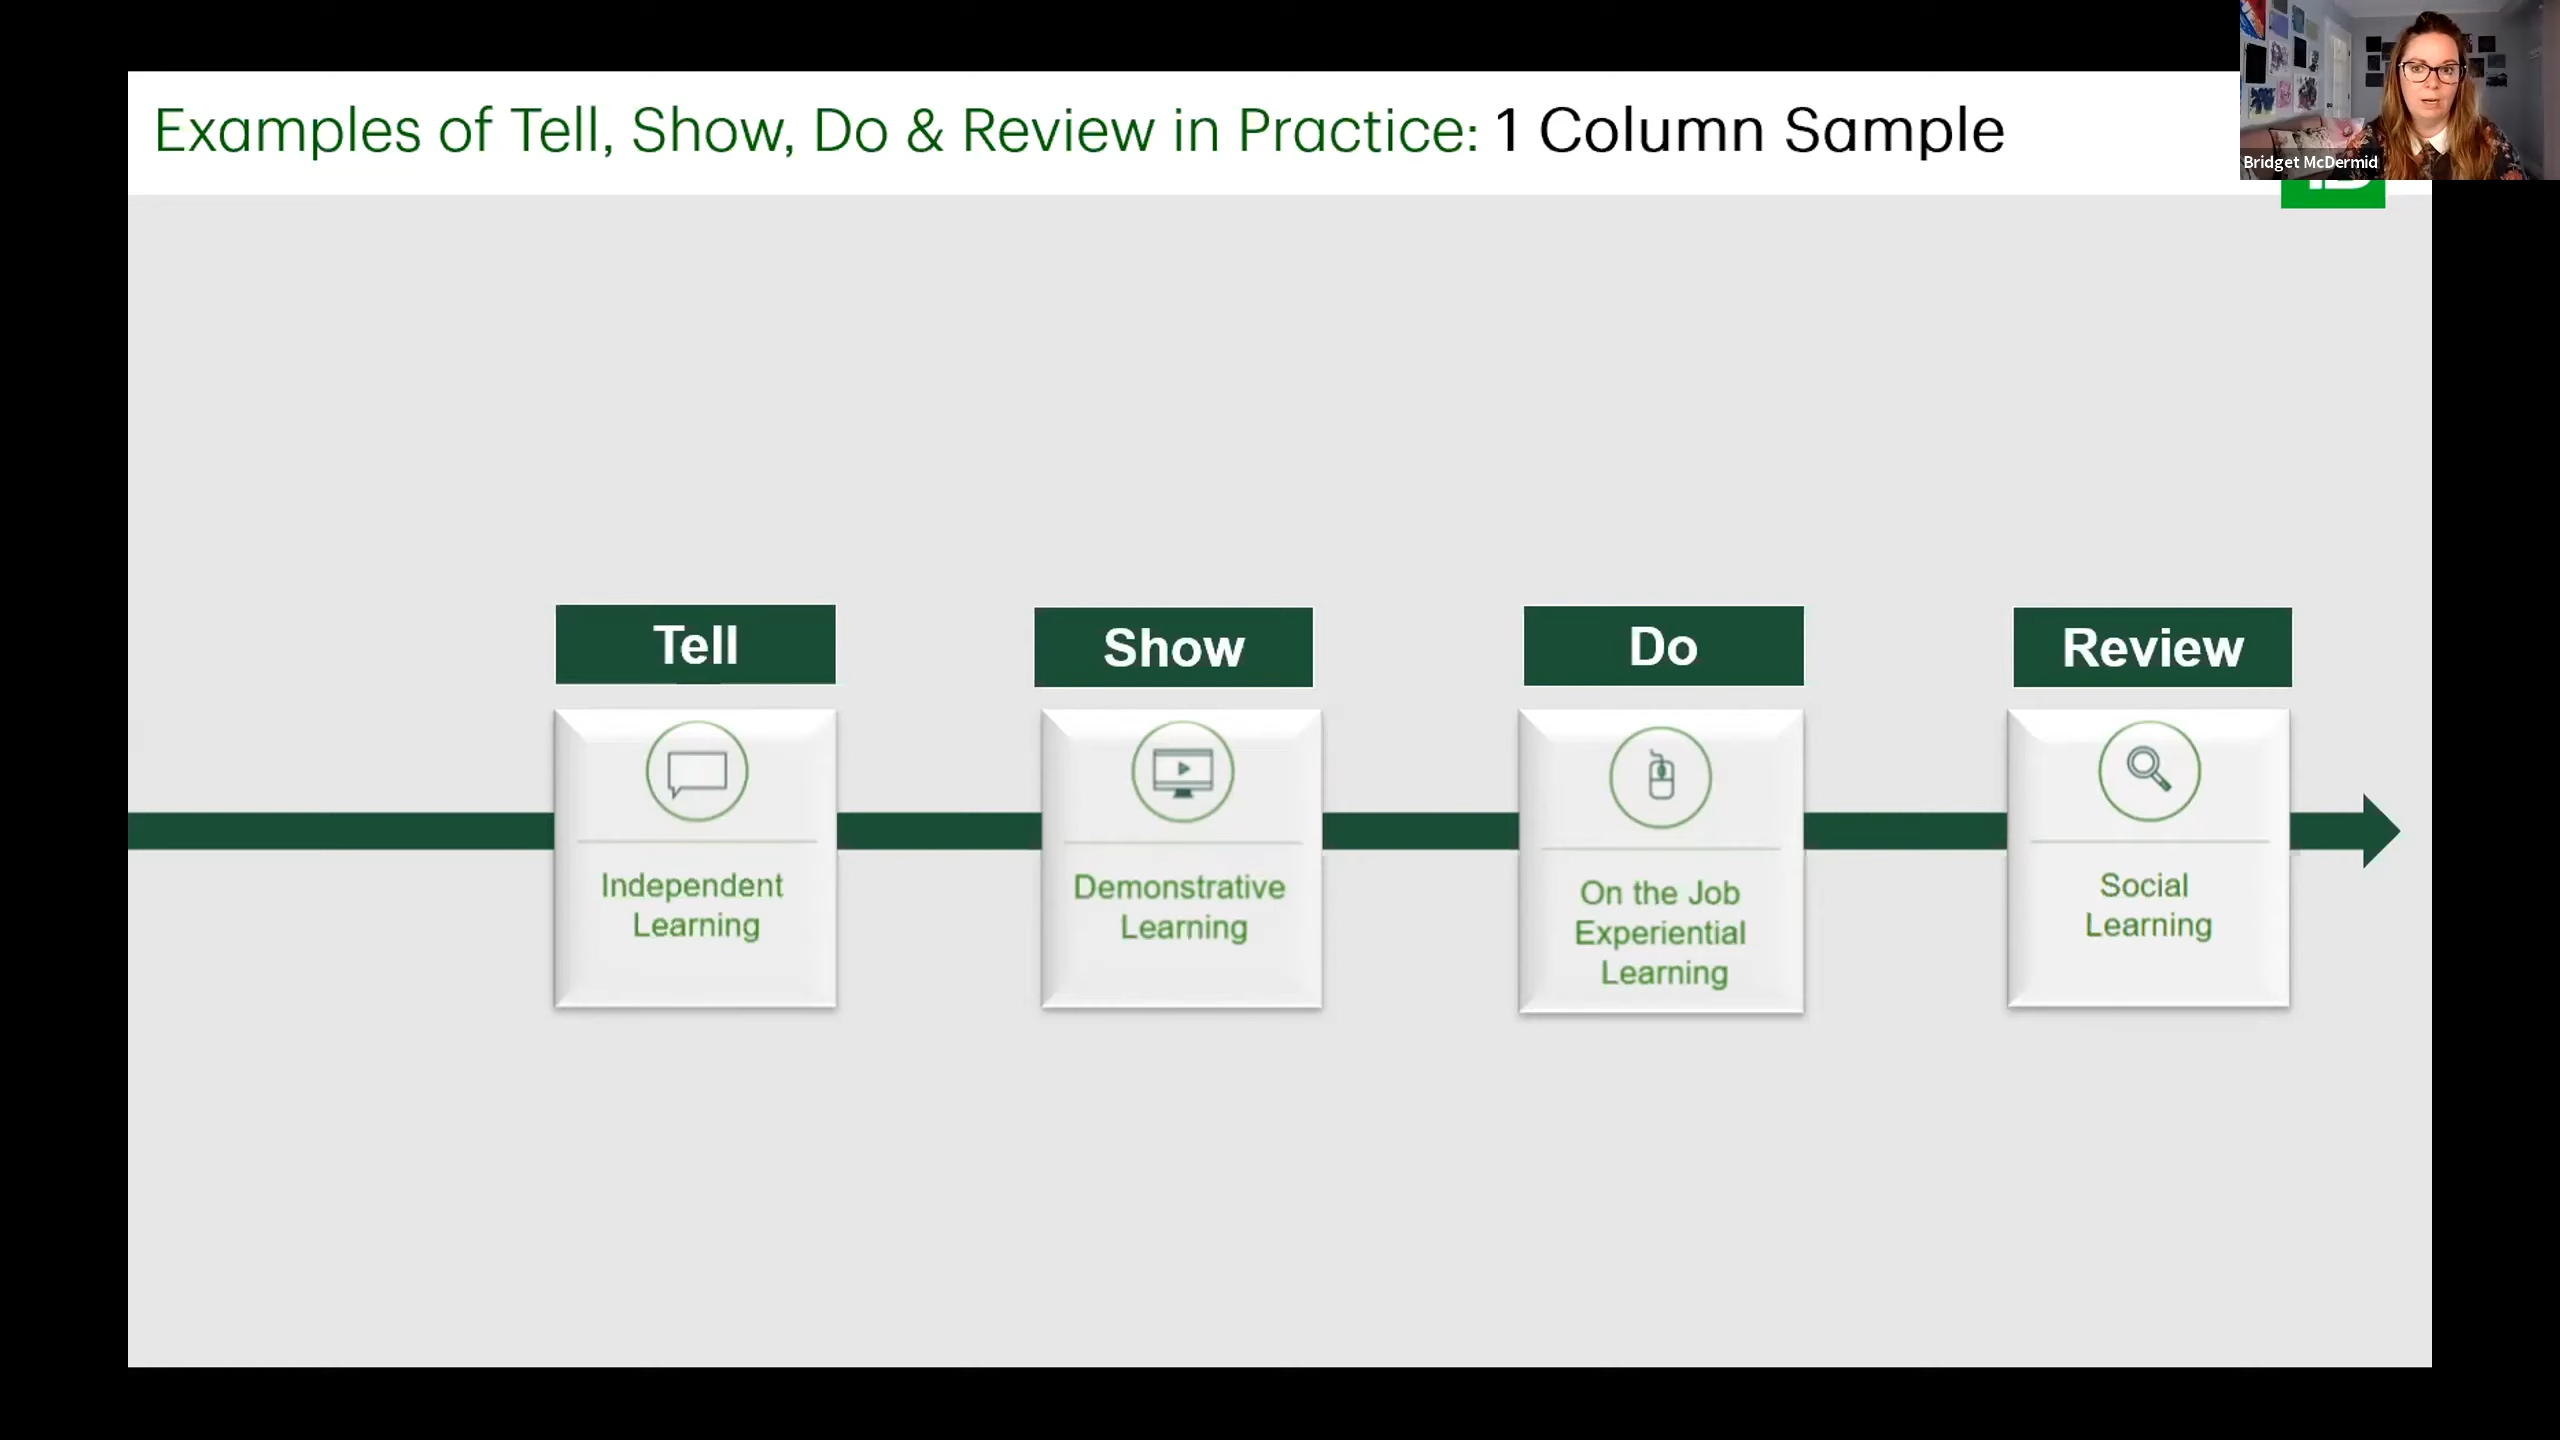 Examples of Tell, Show, Do & Review in Practice: 1 Column Sample
Bridget McDermid
Tell
Show
Do
Review
Independent
Learning
Demonstrative
Learning
On the Job
Experiential
Learning
Social
Learning